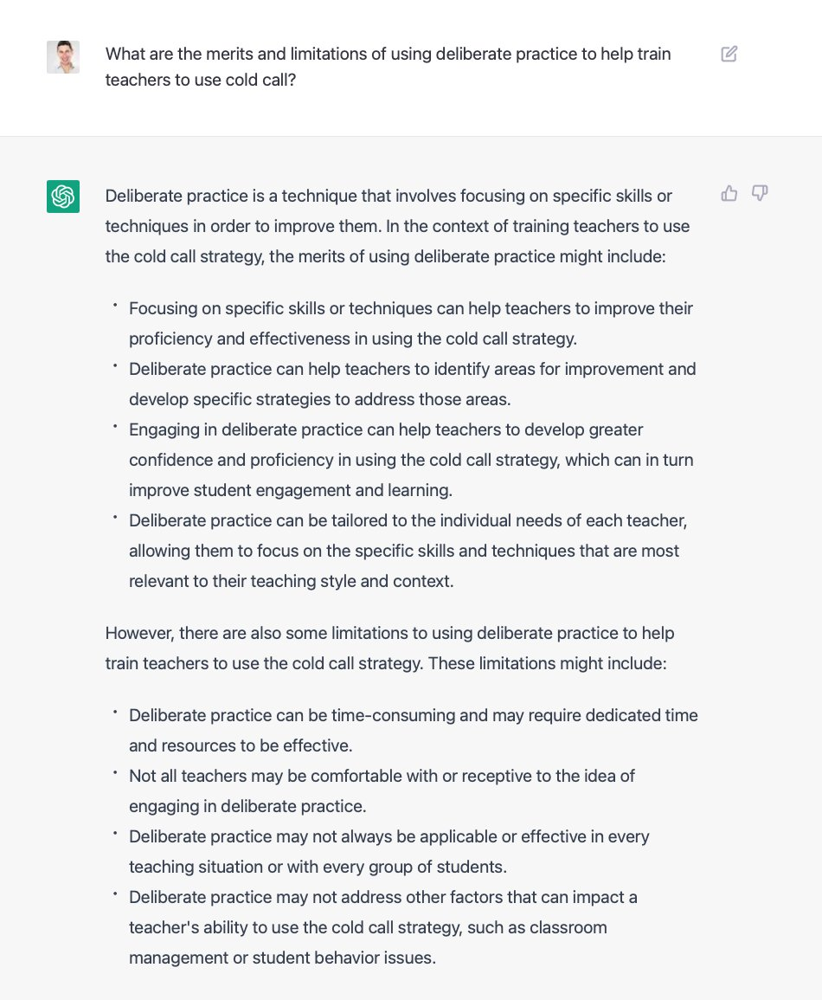 What are the merits and limitations of using deliberate practice to help train
teachers to use cold call?
Deliberate practice is a technique that involves focusing on specific skills or
techniques in order to improve them. In the context of training teachers to use
the cold call strategy, the merits of using deliberate practice might include:
• Focusing on specific skills or techniques can help teachers to improve their
proficiency and effectiveness in using the cold call strategy.
• Deliberate practice can help teachers to identify areas for improvement and
develop specific strategies to address those areas.
• Engaging in deliberate practice can help teachers to develop greater
confidence and proficiency in using the cold call strategy, which can in turn
improve student engagement and learning.
• Deliberate practice can be tailored to the individual needs of each teacher,
allowing them to focus on the specific skills and techniques that are most
relevant to their teaching style and context.
However, there are also some limitations to using deliberate practice to help
train teachers to use the cold call strategy. These limitations might include:
• Deliberate practice can be time-consuming and may require dedicated time
and resources to be effective.
• Not all teachers may be comfortable with or receptive to the idea of
engaging in deliberate practice.
• Deliberate practice may not always be applicable or effective in every
teaching situation or with every group of students.
• Deliberate practice may not address other factors that can impact a
teacher's ability to use the cold call strategy, such as classroom
management or student behavior issues.